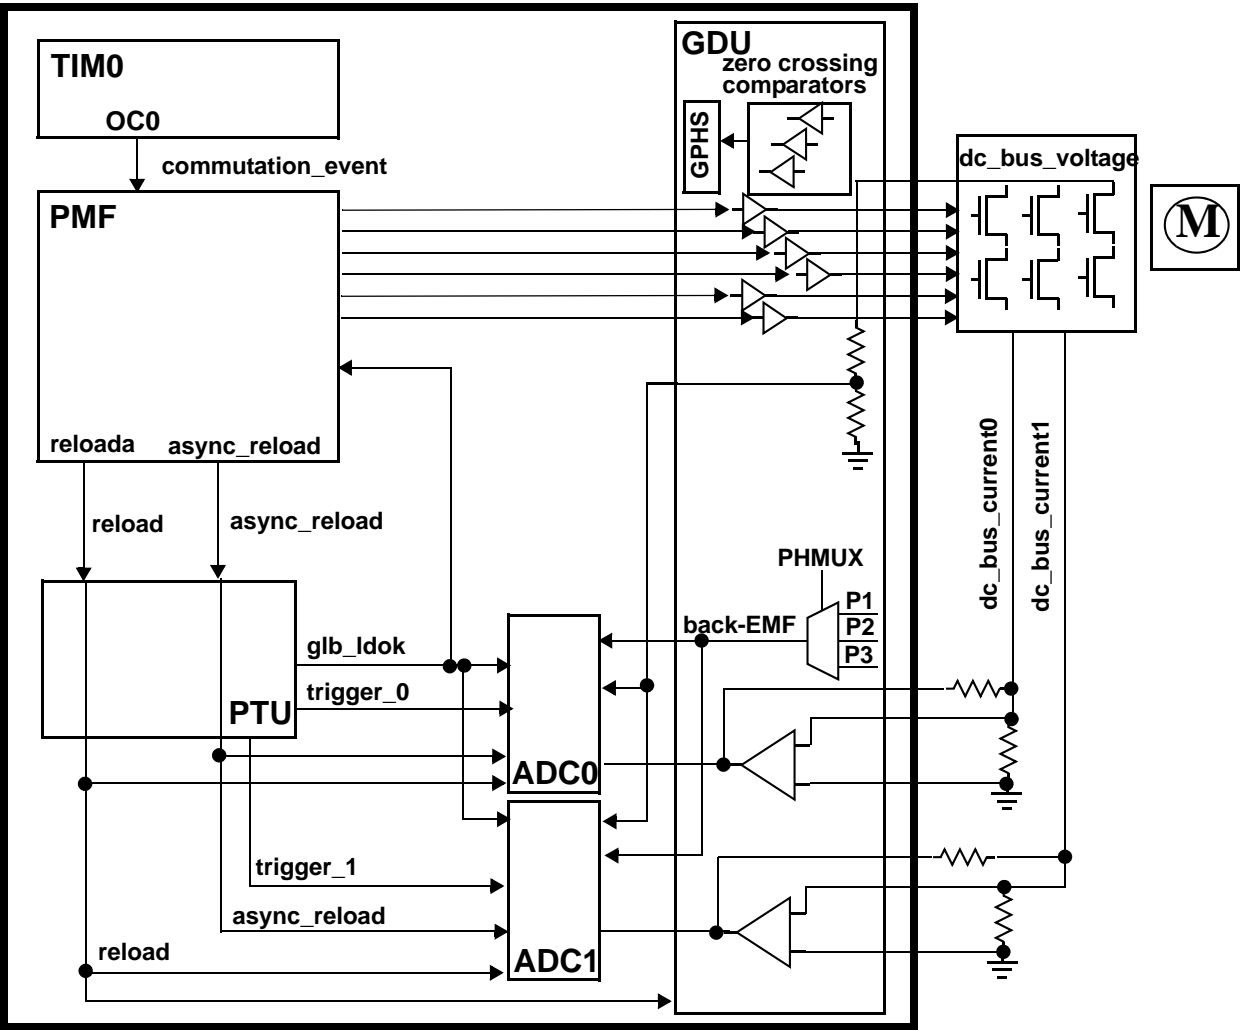 GDU
TIM0
zero crossing
comparators
OC0
GPHS
commutation_event
dc_bus_voltage
PMF
M
reloada
async_reload
reload
async_reload
dc_bus_current0
dc_bus_current1
PHMUX
P1
back-EMF
P2
glb_ldok
P3
trigger_0
PTU
ADC0
trigger_1
async_reload
reload
ADC1